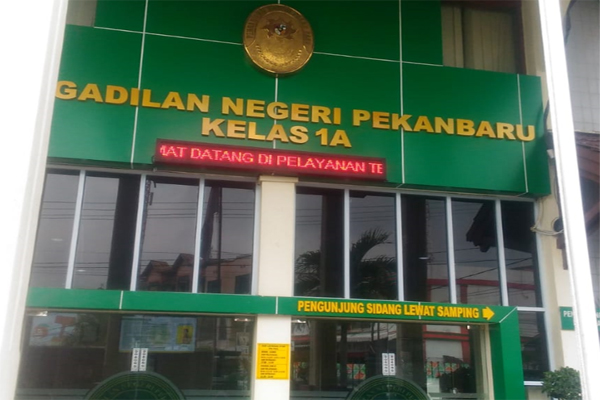 GADILAN NEGERI PEKANBARU
KELAS 1A
MAT DATANG DI PELAYANAN TE
PENGUNJUNG SIDANG LEWAT SAMPING